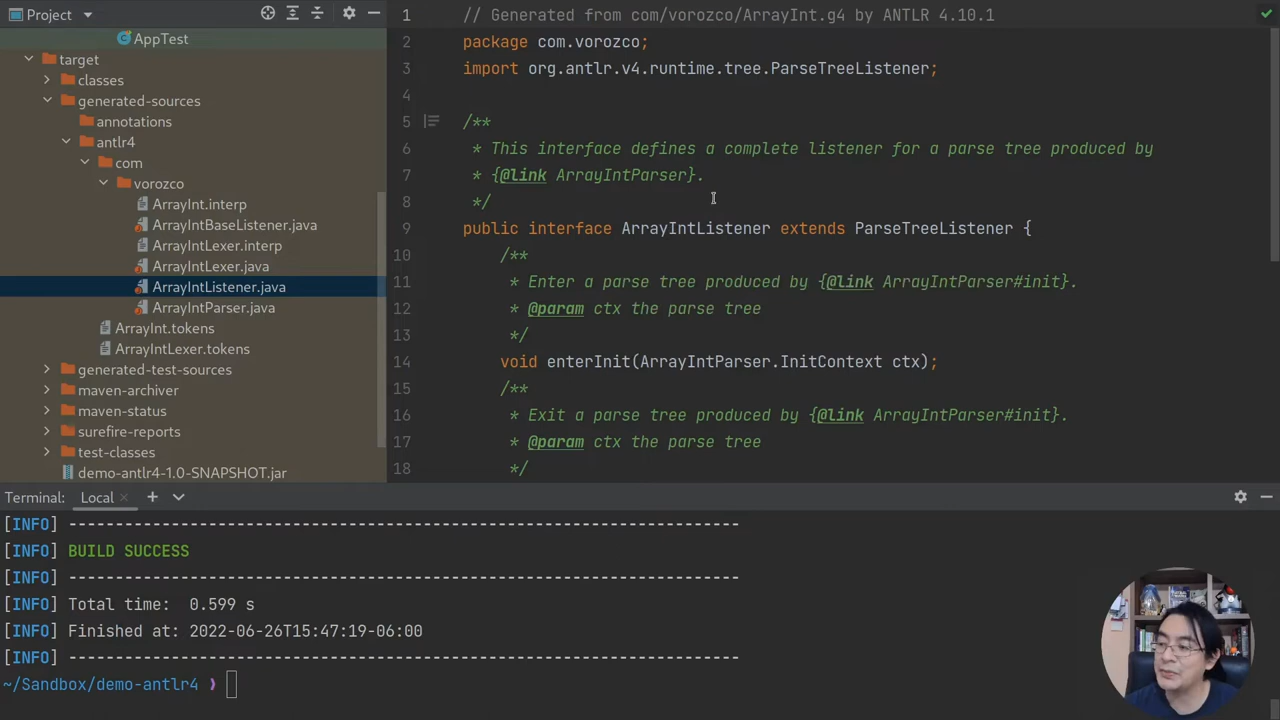 Project
AppTest
target
classes
generated-sources
annotations
antlr4
com
vorozco
ArrayInt.interp
ArrayIntBaseListener.java
ArrayIntLexer.interp
ArrayIntLexer.java
ArrayIntListener.java
ArrayIntParser.java
ArrayInt.tokens
ArrayIntLexer.tokens
generated-test-sources
maven-archiver
maven-status
surefire-reports
test-classes
demo-antlr4-1.0-SNAPSHOT.jar
1 // Generated from com/vorozco/ArrayInt.g4 by ANTLR 4.10.1
2 package com.vorozco;
3 import org.antlr.v4.runtime.tree.ParseTreeListener;
4
5 /**
6 * This interface defines a complete listener for a parse tree produced by
7 * {@link ArrayIntParser}.
8 */
9 public interface ArrayIntListener extends ParseTreeListener {
10 /**
11 * Enter a parse tree produced by {@link ArrayIntParser#init}.
12 * @param ctx the parse tree
13 */
14 void enterInit(ArrayIntParser.InitContext ctx);
15 /**
16 * Exit a parse tree produced by {@link ArrayIntParser#init}.
17 * @param ctx the parse tree
18 */
Terminal: Local
[INFO] ------------------------------------------------------------------------
[INFO] BUILD SUCCESS
[INFO] ------------------------------------------------------------------------
[INFO] Total time:  0.599 s
[INFO] Finished at: 2022-06-26T15:47:19-06:00
[INFO] ------------------------------------------------------------------------
~/Sandbox/demo-antlr4 ❯